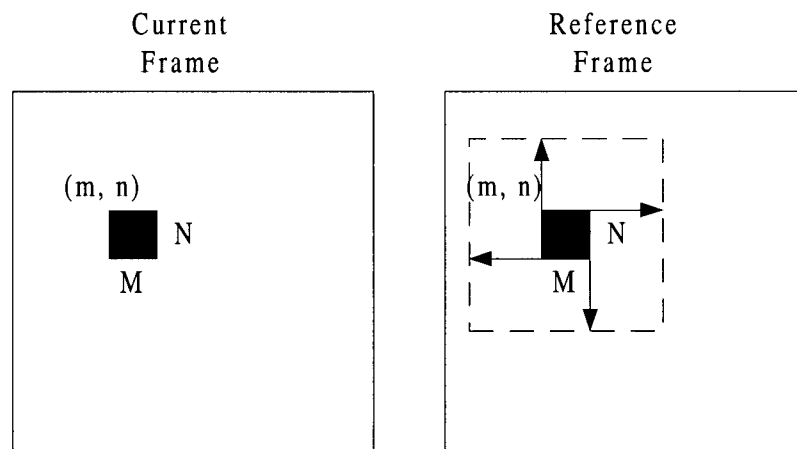 Current
Frame
(m, n)
N
M
Reference
Frame
(m, n)
N
M